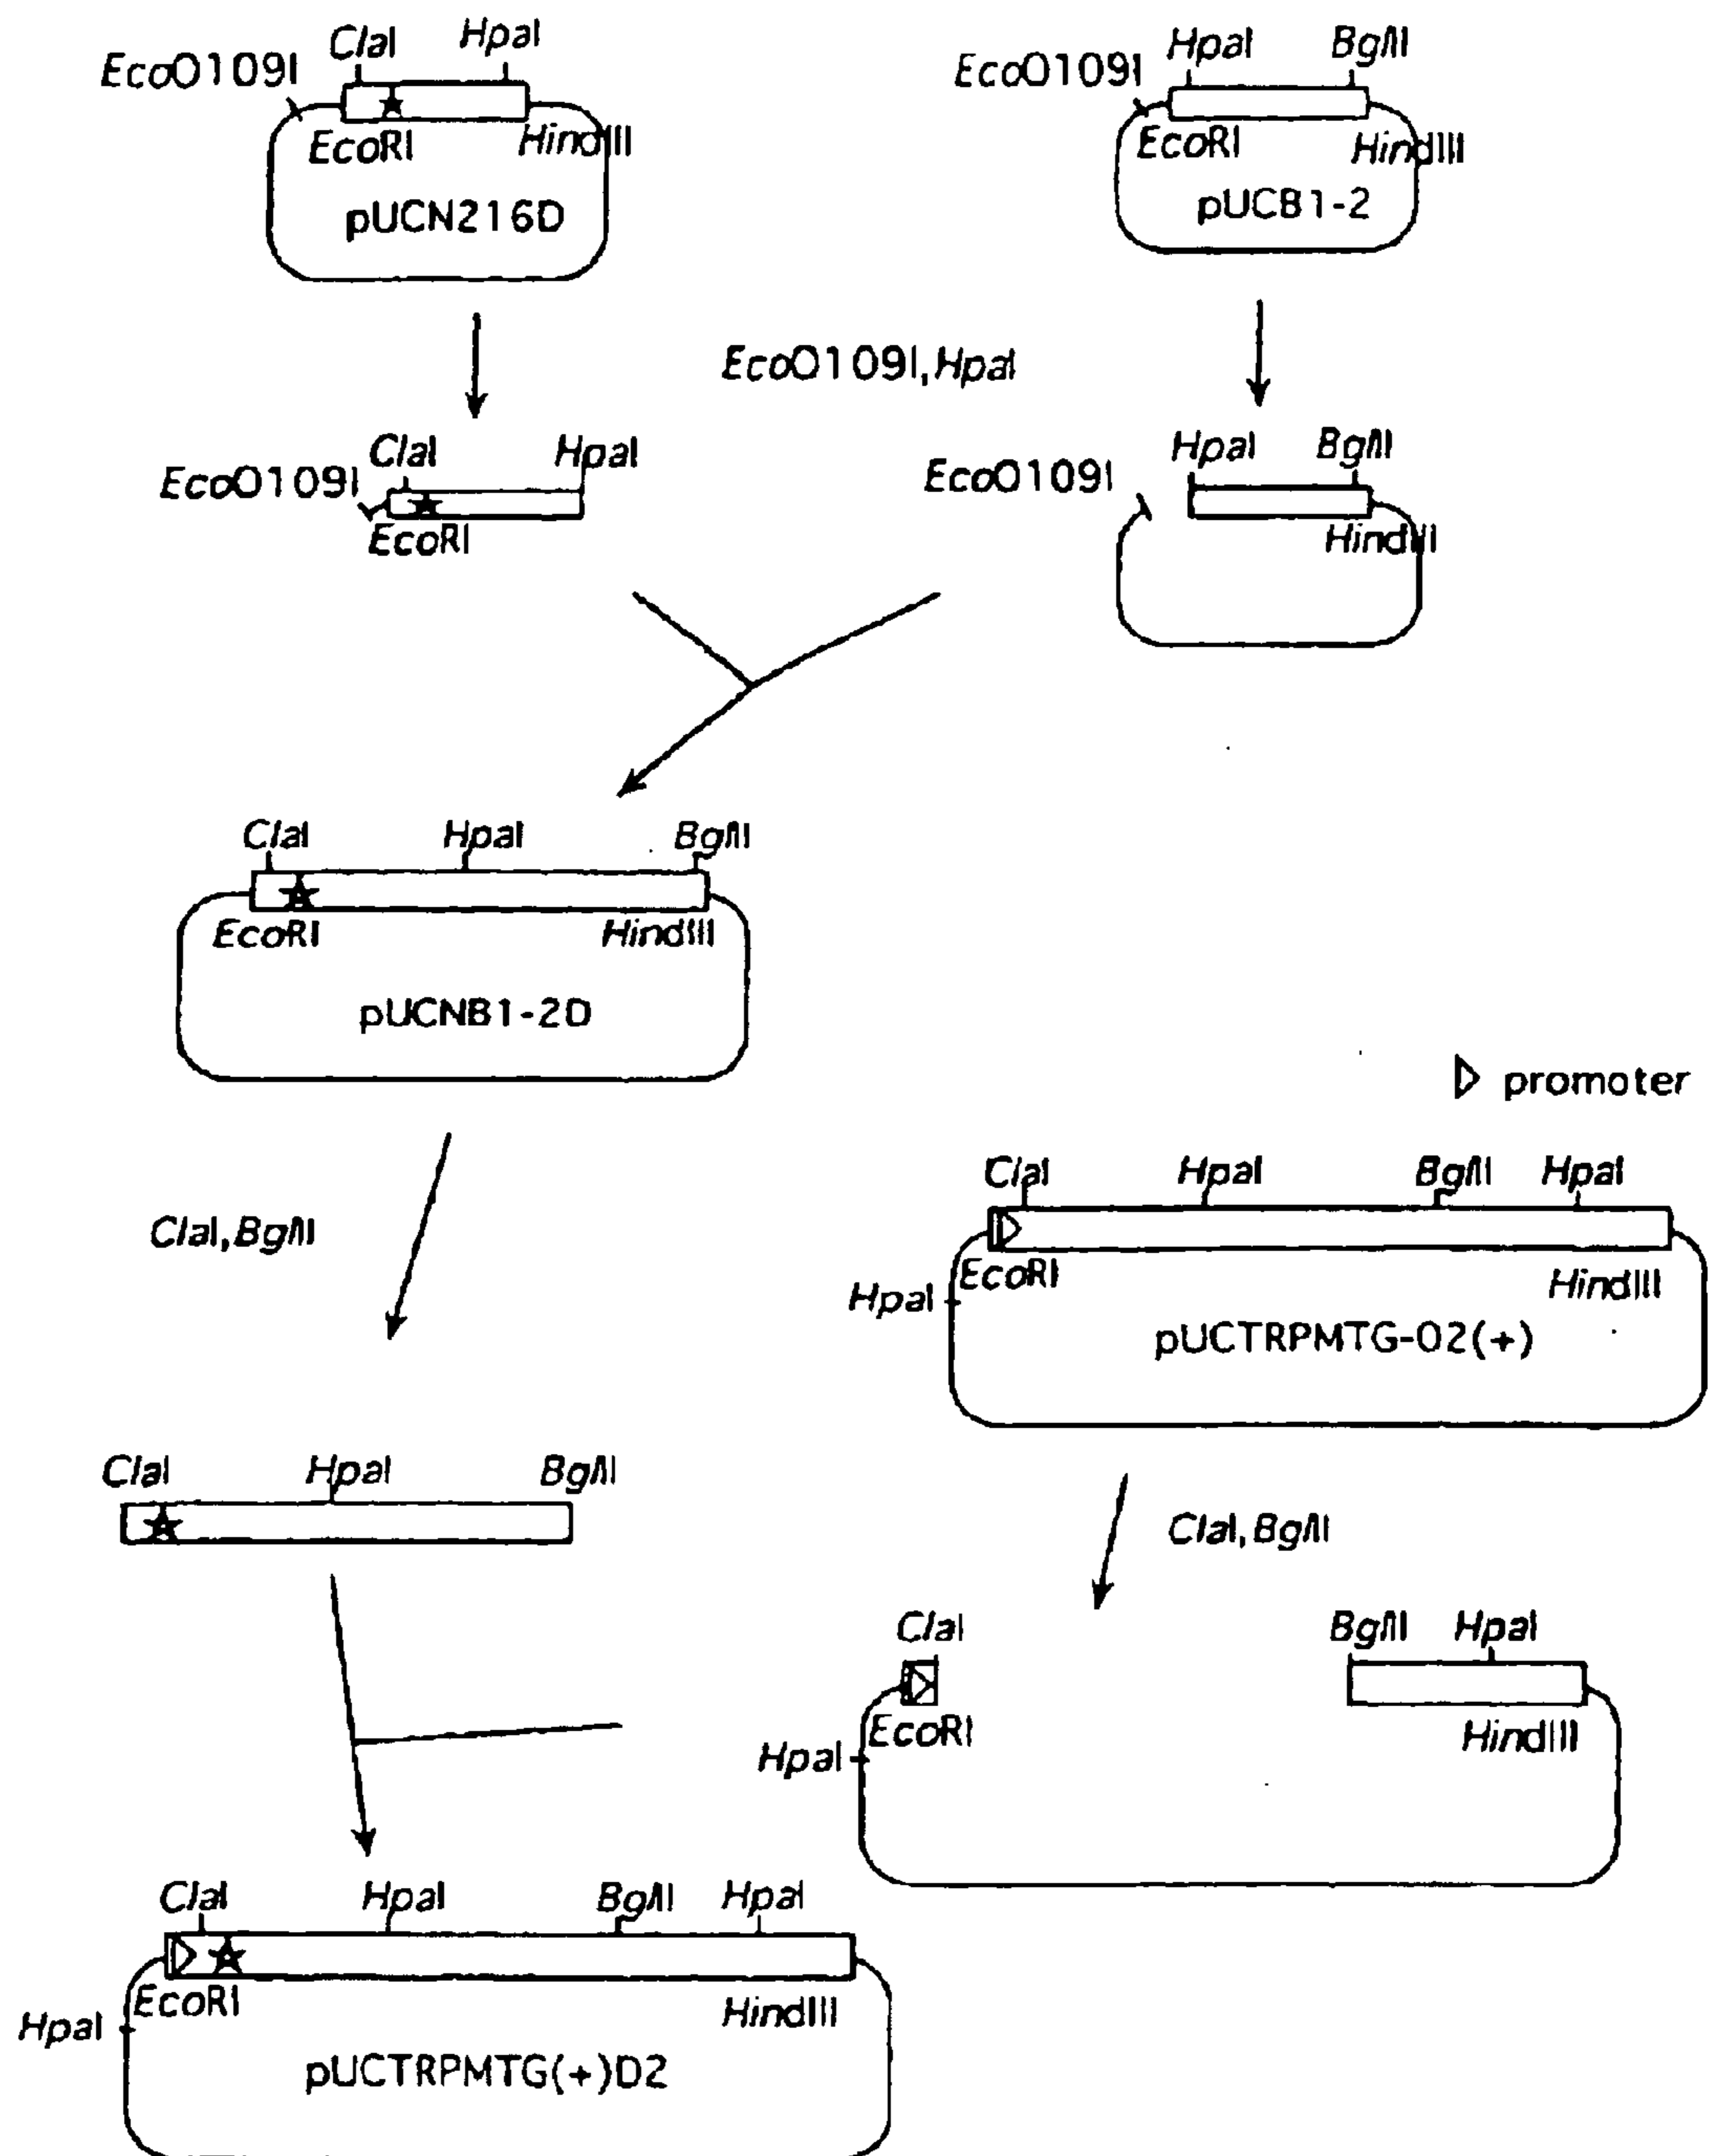 ClaI HpaI
EcoO109I
EcoRI HindIII
pUCN216D
HpaI BglII
EcoO109I
EcoRI HindIII
pUCB1-2
EcoO109I, HpaI
ClaI HpaI
EcoO109I
EcoRI
HpaI BglII
EcoO109I
HindIII
ClaI HpaI BglII
EcoRI HindIII
pUCNB1-2D
promoter
ClaI, BglII
ClaI HpaI BglII HpaI
EcoRI HindIII
HpaI
pUCTRPMTG-02(+)
ClaI HpaI BglII
ClaI, BglII
ClaI BglII HpaI
EcoRI HindIII
HpaI
ClaI HpaI BglII HpaI
EcoRI HindIII
HpaI
pUCTRPMTG(+)D2